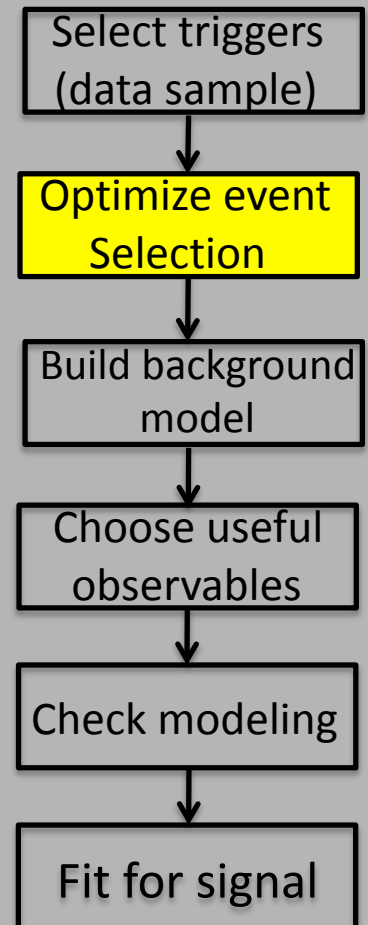 Select triggers
(data sample)
Optimize event
Selection
Build background
model
Choose useful
observables
Check modeling
Fit for signal